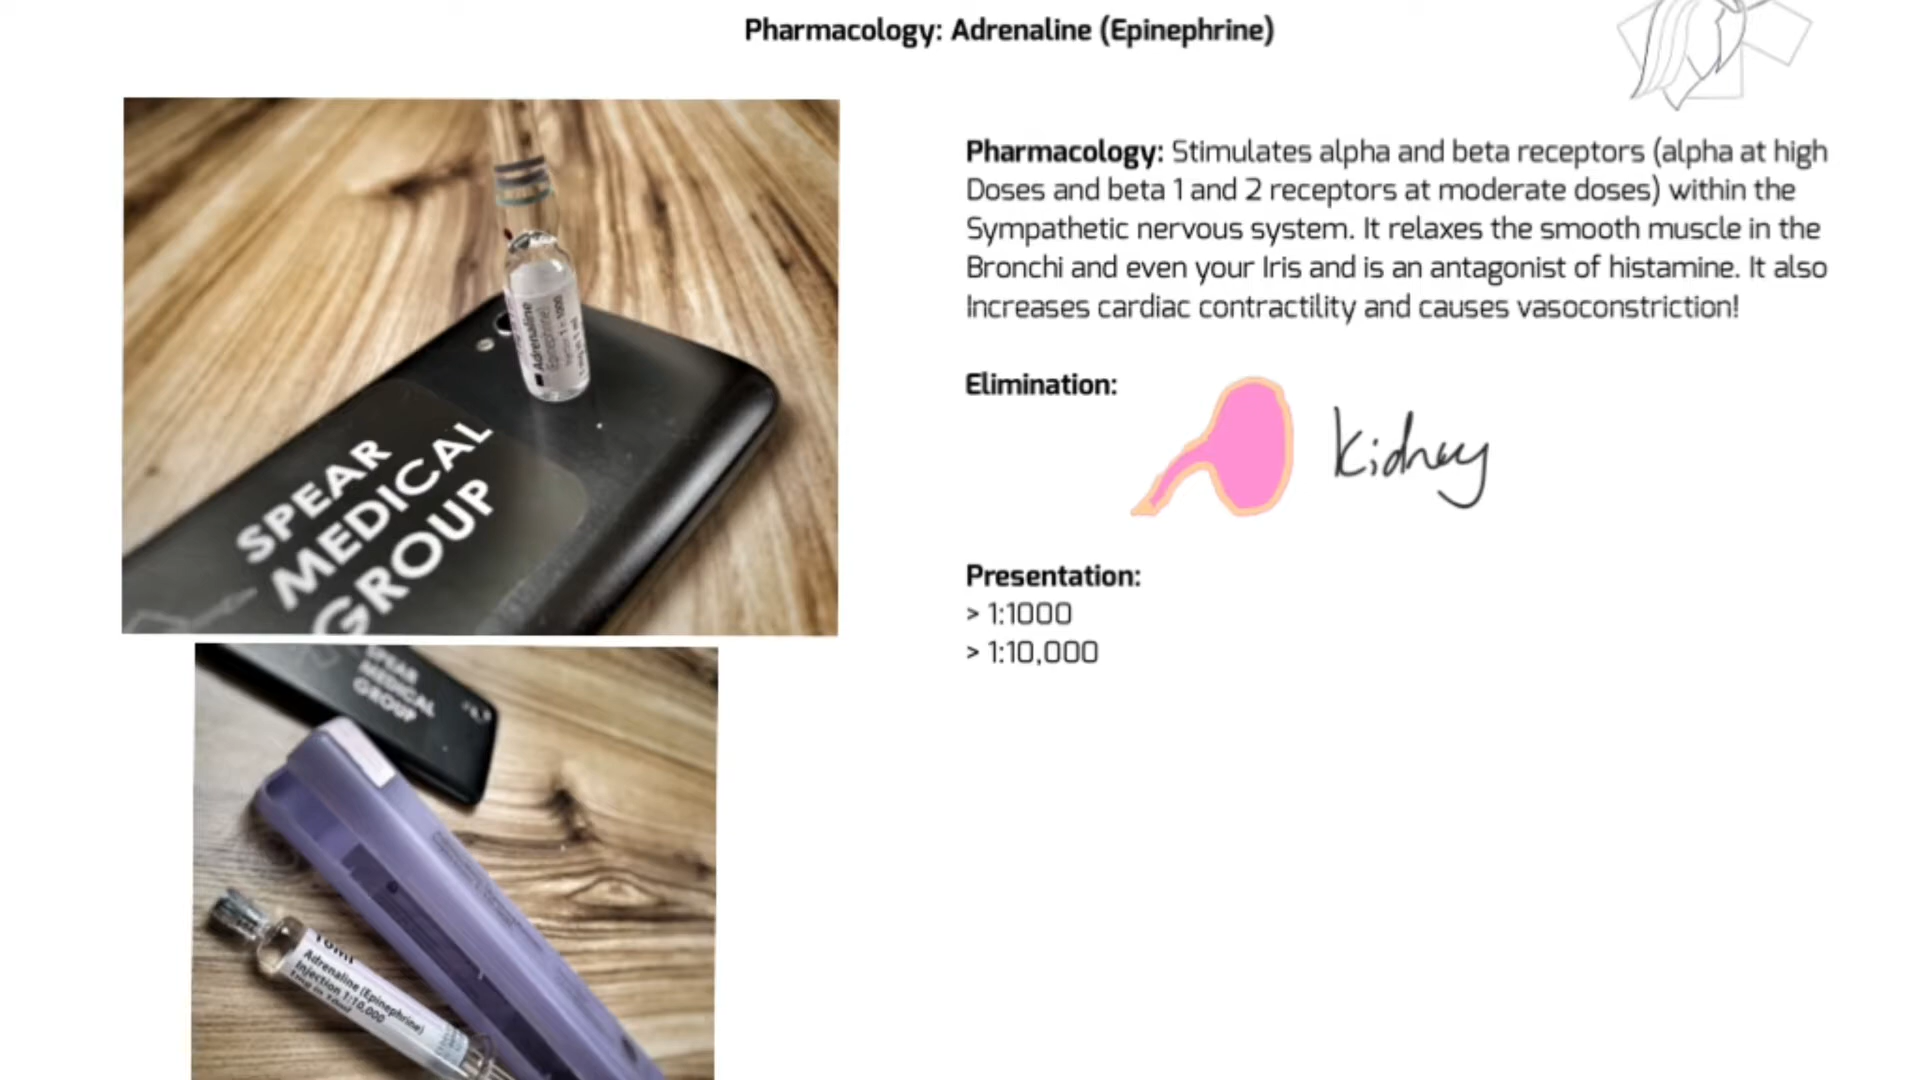 Pharmacology: Adrenaline (Epinephrine)
Pharmacology: Stimulates alpha and beta receptors (alpha at high
Doses and beta 1 and 2 receptors at moderate doses) within the
Sympathetic nervous system. It relaxes the smooth muscle in the
Bronchi and even your Iris and is an antagonist of histamine. It also
Increases cardiac contractility and causes vasoconstriction!
Elimination:
kidney
Presentation:
> 1:1000
> 1:10,000
Adrenaline
(Epinephrine)
1:1000
SPEAR
MEDICAL
GROUP
SPEAR
MEDICAL
GROUP
Adrenaline (Epinephrine)
Injection 1:10,000